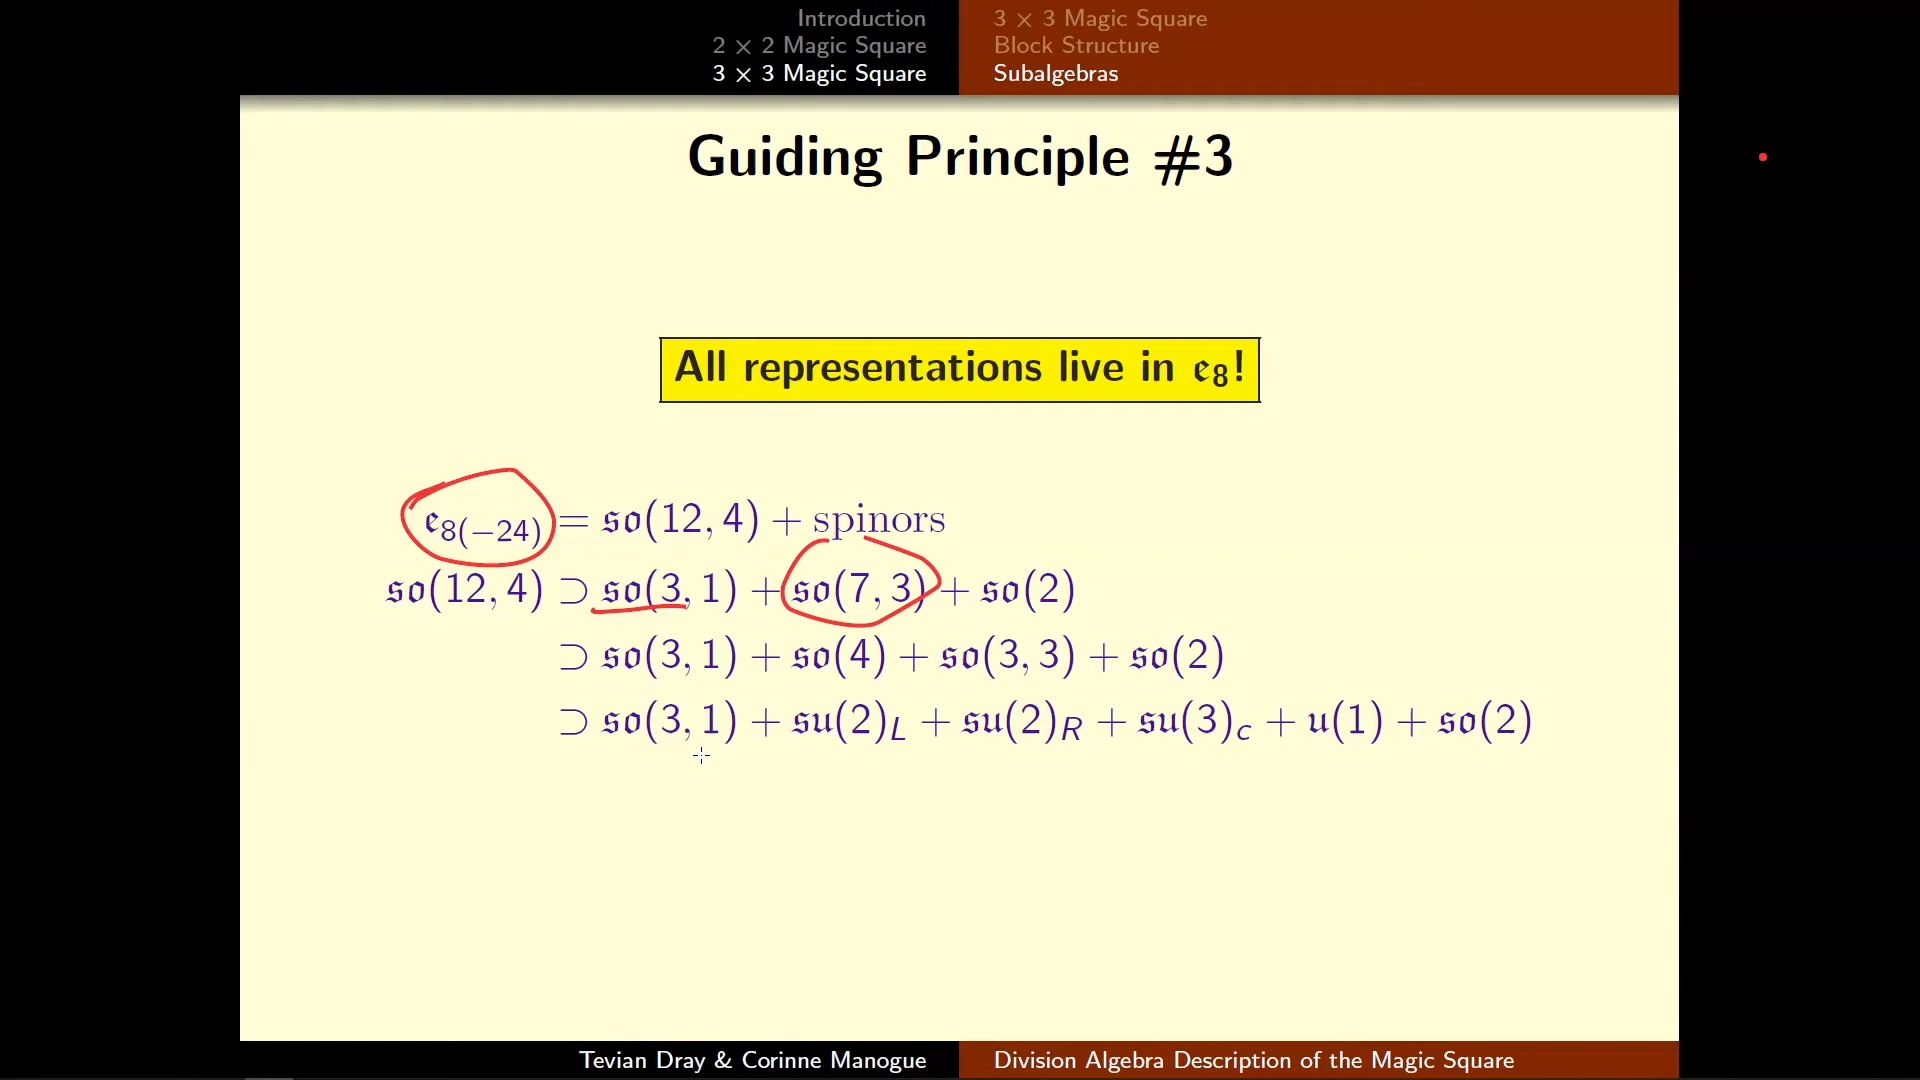 Introduction
2 × 2 Magic Square
3 × 3 Magic Square
3 × 3 Magic Square
Block Structure
Subalgebras
Guiding Principle #3
All representations live in 𝔢₈!
𝔢₈₍₋₂₄₎ = 𝔰𝔬(12, 4) + spinors
𝔰𝔬(12, 4) ⊃ 𝔰𝔬(3, 1) + 𝔰𝔬(7, 3) + 𝔰𝔬(2)
⊃ 𝔰𝔬(3, 1) + 𝔰𝔬(4) + 𝔰𝔬(3, 3) + 𝔰𝔬(2)
⊃ 𝔰𝔬(3, 1) + 𝔰𝔲(2)_L + 𝔰𝔲(2)_R + 𝔰𝔲(3)_c + 𝔲(1) + 𝔰𝔬(2)
Tevian Dray & Corinne Manogue
Division Algebra Description of the Magic Square